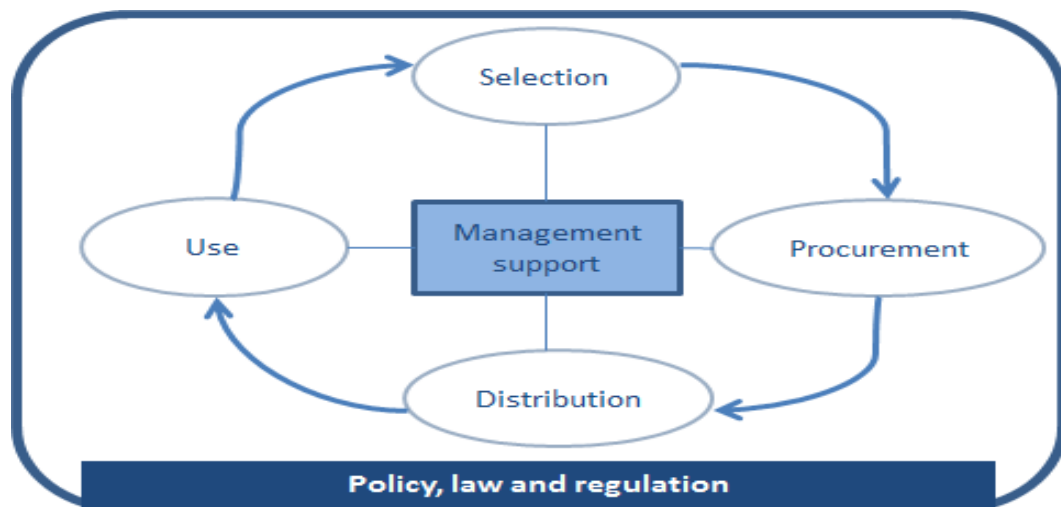 Selection
Use
Management
support
Procurement
Distribution
Policy, law and regulation